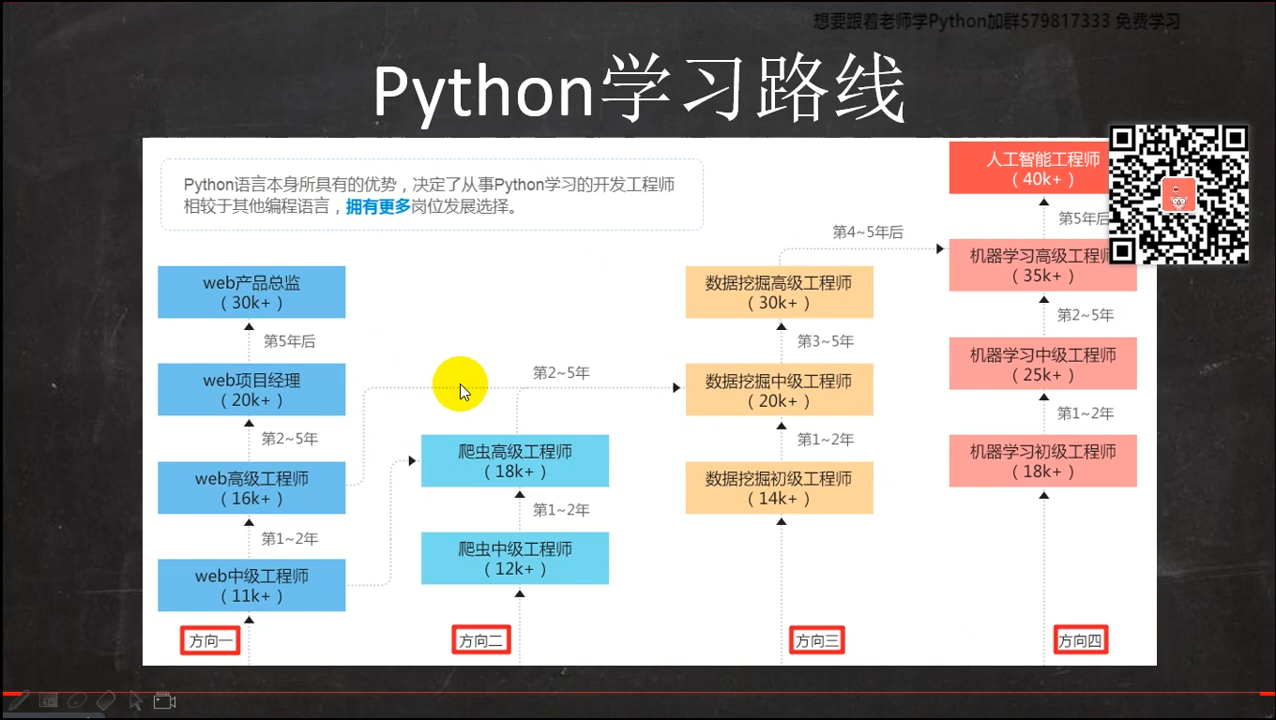 想要跟着老师学Python加群579817333 免费学习
Python学习路线
Python语言本身所具有的优势，决定了从事Python学习的开发工程师
相较于其他编程语言，拥有更多岗位发展选择。
web产品总监
（30k+）
第5年后
web项目经理
（20k+）
第2~5年
web高级工程师
（16k+）
第1~2年
web中级工程师
（11k+）
方向一
第2~5年
爬虫高级工程师
（18k+）
第1~2年
爬虫中级工程师
（12k+）
方向二
第4~5年后
数据挖掘高级工程师
（30k+）
第3~5年
数据挖掘中级工程师
（20k+）
第1~2年
数据挖掘初级工程师
（14k+）
方向三
人工智能工程师
（40k+）
第5年后
机器学习高级工程师
（35k+）
第2~5年
机器学习中级工程师
（25k+）
第1~2年
机器学习初级工程师
（18k+）
方向四